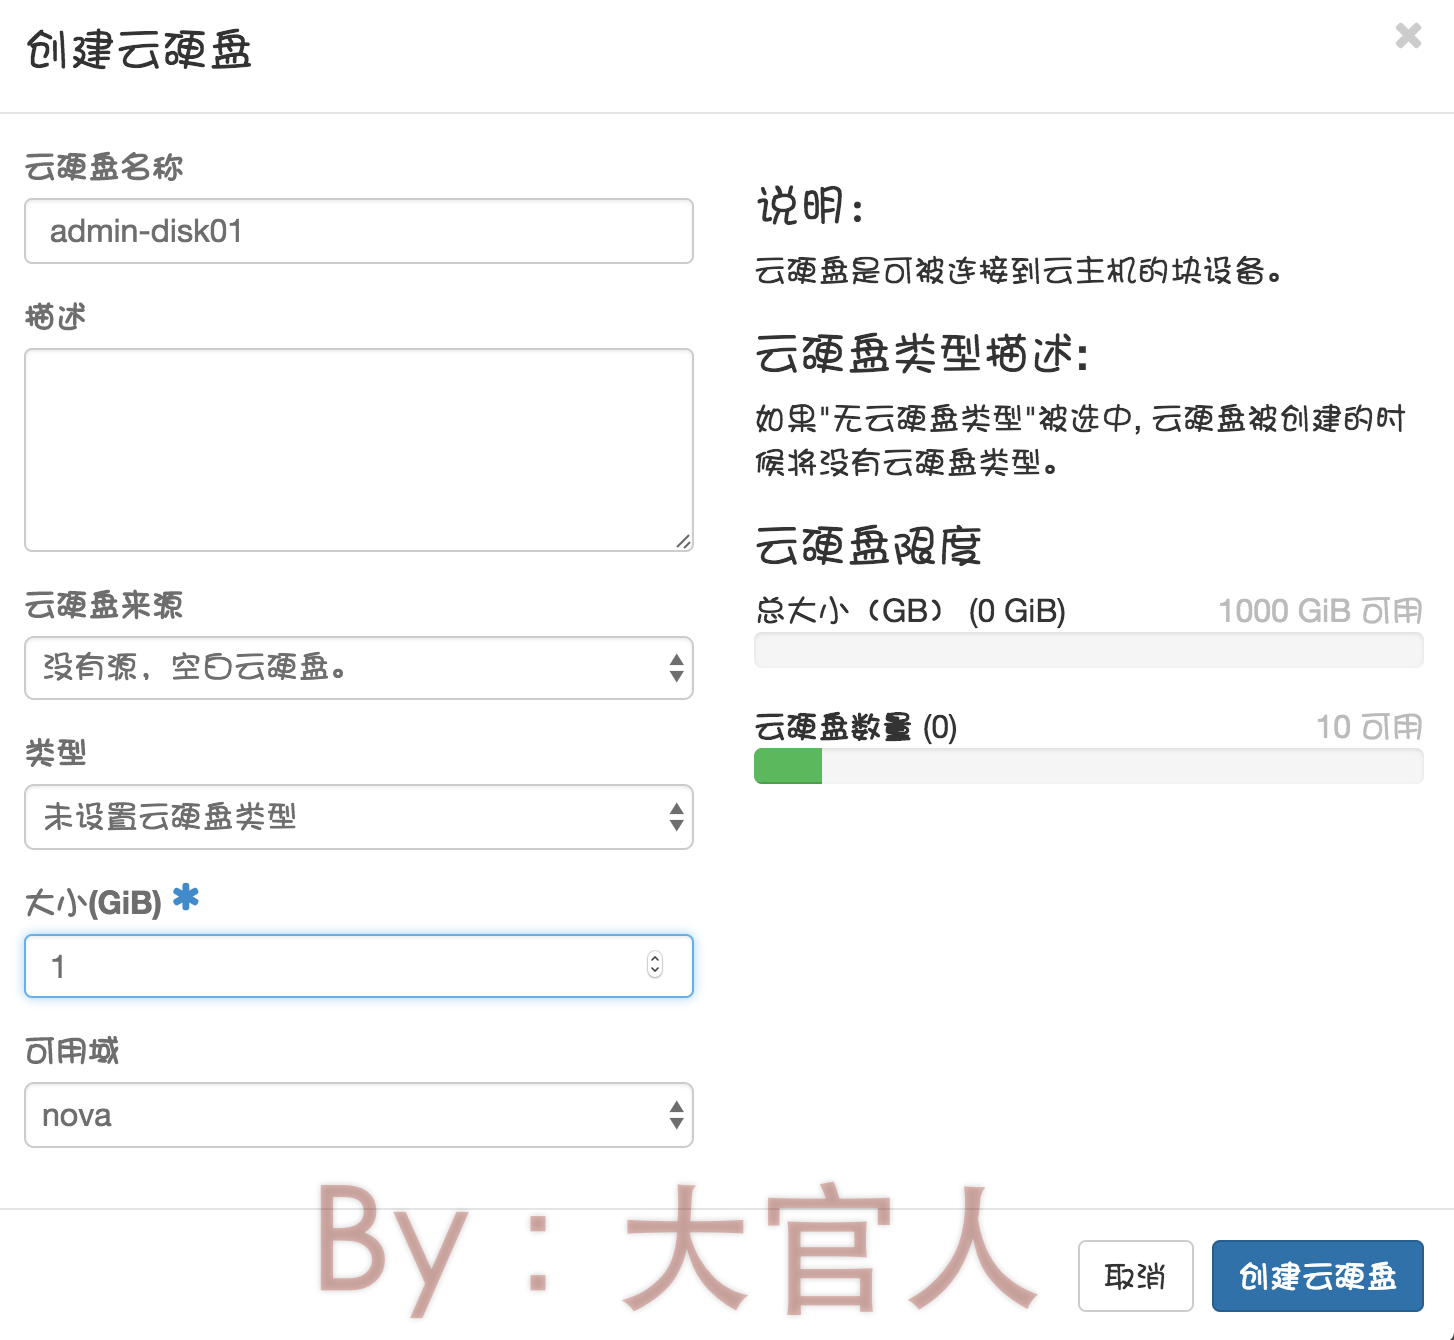 创建云硬盘
云硬盘名称
admin-disk01
描述
云硬盘来源
没有源，空白云硬盘。
类型
未设置云硬盘类型
大小(GiB)
1
可用域
nova
说明：
云硬盘是可被连接到云主机的块设备。
云硬盘类型描述:
如果"无云硬盘类型"被选中, 云硬盘被创建的时
候将没有云硬盘类型。
云硬盘限度
总大小（GB） (0 GiB) 1000 GiB 可用
云硬盘数量 (0) 10 可用
By：大官人
取消
创建云硬盘